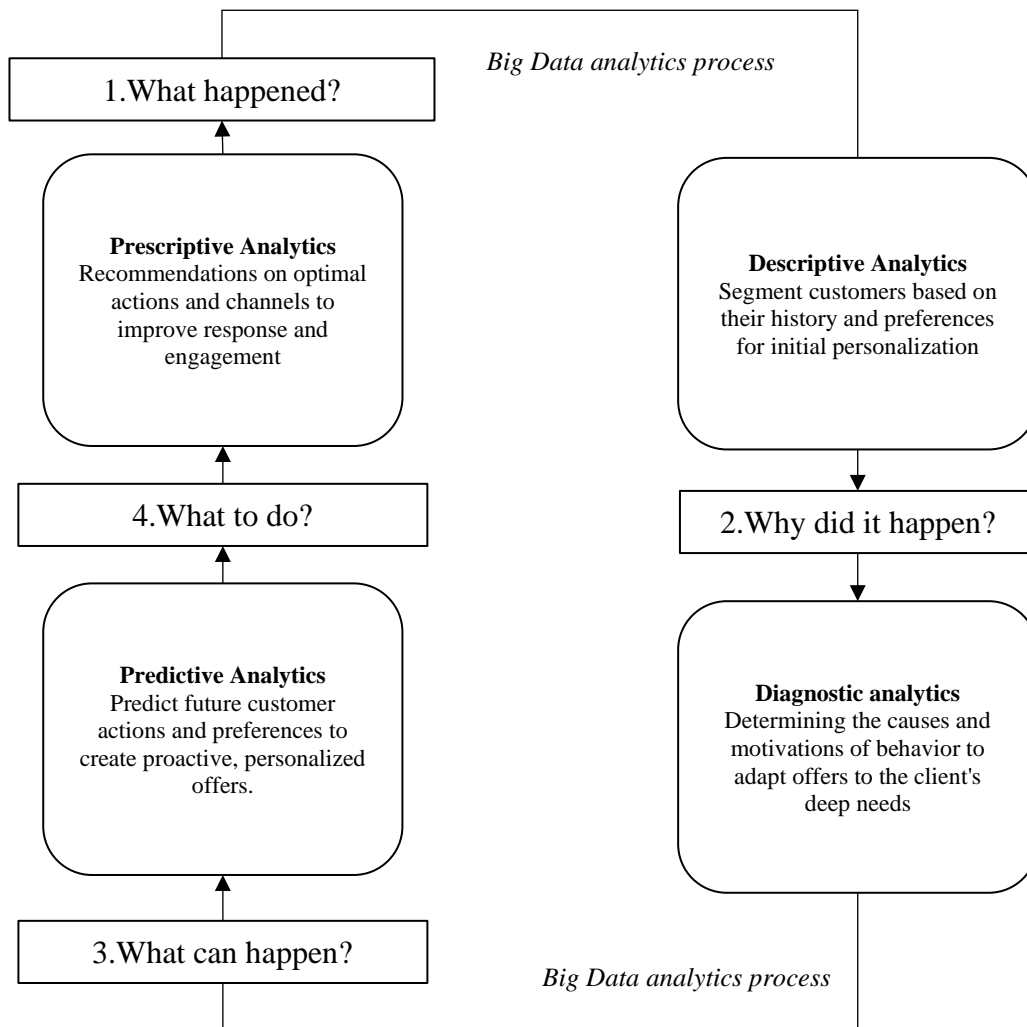 Big Data analytics process
1.What happened?
Prescriptive Analytics
Recommendations on optimal
actions and channels to
improve response and
engagement
Descriptive Analytics
Segment customers based on
their history and preferences
for initial personalization
4.What to do?
2.Why did it happen?
Predictive Analytics
Predict future customer
actions and preferences to
create proactive, personalized
offers.
Diagnostic analytics
Determining the causes and
motivations of behavior to
adapt offers to the client's
deep needs
3.What can happen?
Big Data analytics process